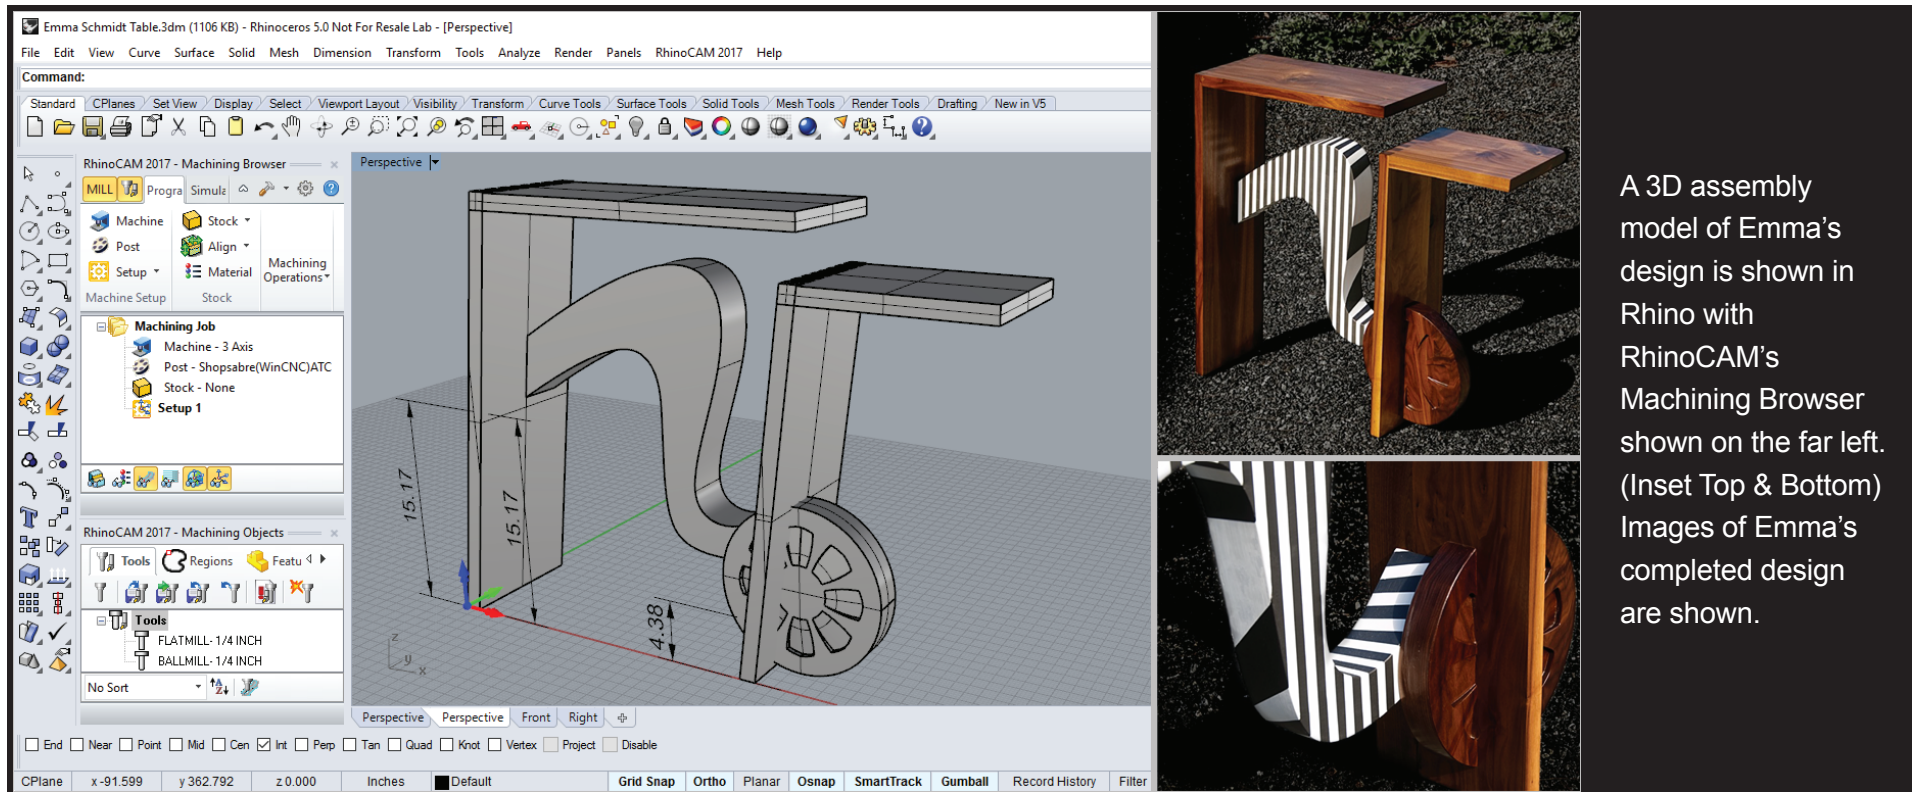 Emma Schmidt Table.3dm (1106 KB) - Rhinoceros 5.0 Not For Resale Lab - [Perspective]
File Edit View Curve Surface Solid Mesh Dimension Transform Tools Analyze Render Panels RhinoCAM 2017 Help
Command:
Standard CPlanes Set View Display Select Viewport Layout Visibility Transform Curve Tools Surface Tools Solid Tools Mesh Tools Render Tools Drafting New in V5
RhinoCAM 2017 - Machining Browser
MILL Progra Simula
Machine Stock
Post Align
Setup Material
Machining
Operations
Machine Setup Stock
Machining Job
Machine - 3 Axis
Post - Shopsabre(WinCNC)ATC
Stock - None
Setup 1
RhinoCAM 2017 - Machining Objects
Tools Regions Featu
Tools
FLATMILL- 1/4 INCH
BALLMILL- 1/4 INCH
No Sort
Perspective
15.17
15.17
4.38
z
y
x
Perspective Perspective Front Right
End Near Point Mid Cen Int Perp Tan Quad Knot Vertex Project Disable
CPlane x -91.599 y 362.792 z 0.000 Inches Default Grid Snap Ortho Planar Osnap SmartTrack Gumball Record History Filter
A 3D assembly
model of Emma’s
design is shown in
Rhino with
RhinoCAM’s
Machining Browser
shown on the far left.
(Inset Top & Bottom)
Images of Emma’s
completed design
are shown.